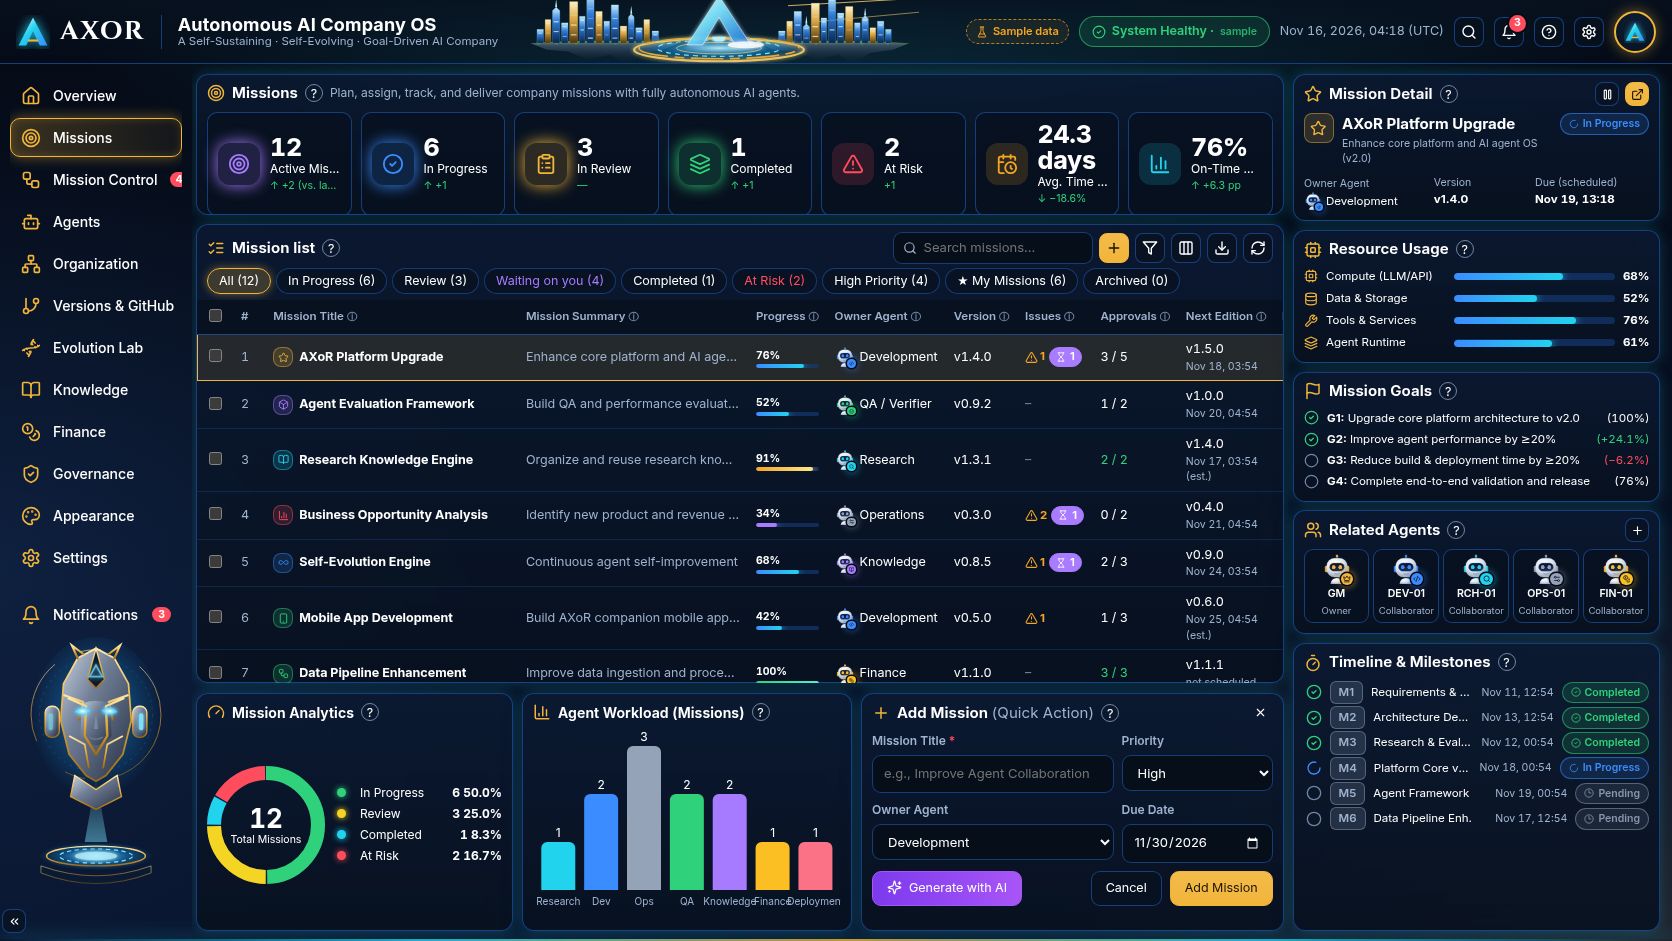 AXOR
Autonomous AI Company OS
A Self-Sustaining · Self-Evolving · Goal-Driven AI Company
Sample data
System Healthy · sample
Nov 16, 2026, 04:18 (UTC)
3
Overview
Missions
Mission Control 4
Agents
Organization
Versions & GitHub
Evolution Lab
Knowledge
Finance
Governance
Appearance
Settings
Notifications 3
«
Missions ? Plan, assign, track, and deliver company missions with fully autonomous AI agents.
12
Active Mis...
↑ +2 (vs. la...
6
In Progress
↑ +1
3
In Review
—
1
Completed
↑ +1
2
At Risk
+1
24.3 days
Avg. Time ...
↓ −18.6%
76%
On-Time ...
↑ +6.3 pp
Mission list ?
Search missions...
All (12) In Progress (6) Review (3) Waiting on you (4) Completed (1) At Risk (2) High Priority (4) ★ My Missions (6) Archived (0)
# Mission Title ⓘ Mission Summary ⓘ Progress ⓘ Owner Agent ⓘ Version ⓘ Issues ⓘ Approvals ⓘ Next Edition ⓘ
1 AXoR Platform Upgrade Enhance core platform and AI age... 76% Development v1.4.0 1 1 3 / 5 v1.5.0
Nov 18, 03:54
2 Agent Evaluation Framework Build QA and performance evaluat... 52% QA / Verifier v0.9.2 – 1 / 2 v1.0.0
Nov 20, 04:54
3 Research Knowledge Engine Organize and reuse research kno... 91% Research v1.3.1 – 2 / 2 v1.4.0
Nov 17, 03:54
(est.)
4 Business Opportunity Analysis Identify new product and revenue ... 34% Operations v0.3.0 2 1 0 / 2 v0.4.0
Nov 21, 04:54
5 Self-Evolution Engine Continuous agent self-improvement 68% Knowledge v0.8.5 1 1 2 / 3 v0.9.0
Nov 24, 03:54
6 Mobile App Development Build AXoR companion mobile app... 42% Development v0.5.0 1 1 / 3 v0.6.0
Nov 25, 04:54
(est.)
7 Data Pipeline Enhancement Improve data ingestion and proce... 100% Finance v1.1.0 – 3 / 3 v1.1.1
not scheduled
Mission Analytics ?
12
Total Missions
In Progress 6 50.0%
Review 3 25.0%
Completed 1 8.3%
At Risk 2 16.7%
Agent Workload (Missions) ?
1 2 3 2 2 1 1
Research Dev Ops QA Knowledge Finance Deploymen
Add Mission (Quick Action) ?
Mission Title *
e.g., Improve Agent Collaboration
Priority
High
Owner Agent
Development
Due Date
11/30/2026
Generate with AI
Cancel
Add Mission
Mission Detail ?
AXoR Platform Upgrade
In Progress
Enhance core platform and AI agent OS
(v2.0)
Owner Agent Version Due (scheduled)
Development v1.4.0 Nov 19, 13:18
Resource Usage ?
Compute (LLM/API) 68%
Data & Storage 52%
Tools & Services 76%
Agent Runtime 61%
Mission Goals ?
G1: Upgrade core platform architecture to v2.0 (100%)
G2: Improve agent performance by ≥20% (+24.1%)
G3: Reduce build & deployment time by ≥20% (−6.2%)
G4: Complete end-to-end validation and release (76%)
Related Agents ?
GM
Owner
DEV-01
Collaborator
RCH-01
Collaborator
OPS-01
Collaborator
FIN-01
Collaborator
Timeline & Milestones ?
M1 Requirements & ... Nov 11, 12:54 Completed
M2 Architecture De... Nov 13, 12:54 Completed
M3 Research & Eval... Nov 12, 00:54 Completed
M4 Platform Core v... Nov 18, 00:54 In Progress
M5 Agent Framework Nov 19, 00:54 Pending
M6 Data Pipeline Enh. Nov 17, 12:54 Pending